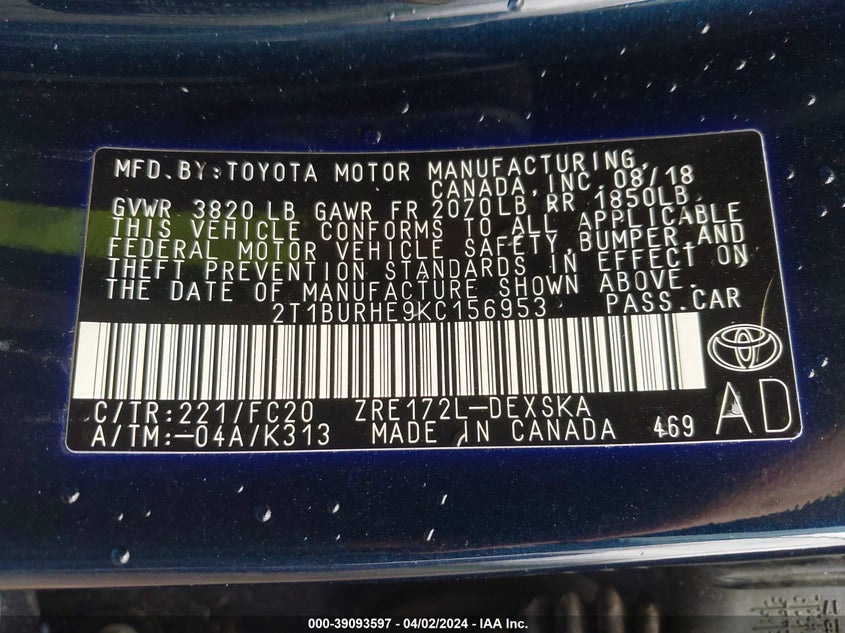 MFD.BY:TOYOTA MOTOR MANUFACTURING,
CANADA,INC. 08/18
GVWR 3820 LB GAWR FR 2070LB RR 1850LB
THIS VEHICLE CONFORMS TO ALL APPLICABLE
FEDERAL MOTOR VEHICLE SAFETY,BUMPER,AND
THEFT PREVENTION STANDARDS IN EFFECT ON
THE DATE OF MANUFACTURE SHOWN ABOVE.
2T1BURHE9KC156953 PASS.CAR
C/TR:221/FC20 ZRE172L-DEXSKA
A/TM:-04A/K313 MADE IN CANADA 469
AD
000-39093597 - 04/02/2024 - IAA Inc.